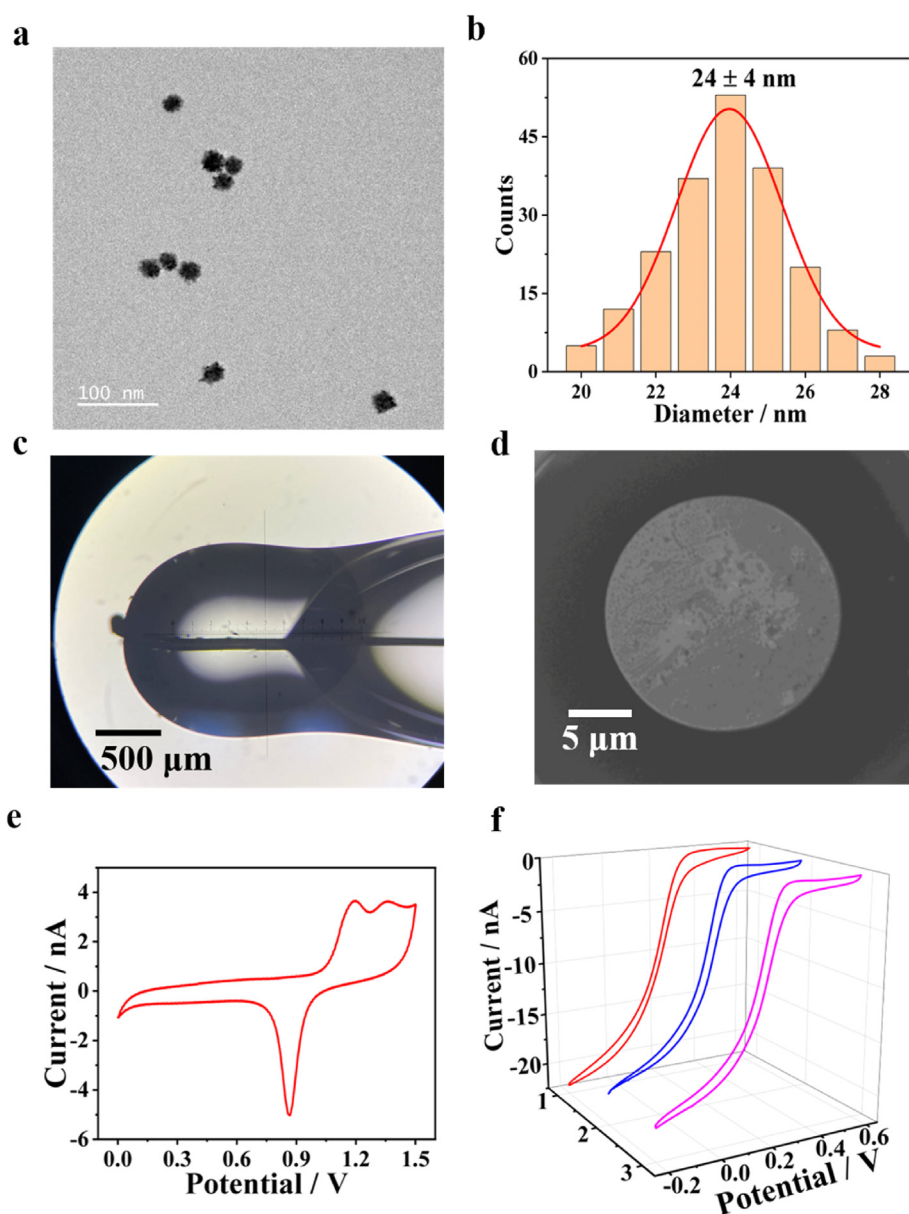 a
100 nm
b
24 ± 4 nm
60
45
30
15
0
Counts
20 22 24 26 28
Diameter / nm
c
500 μm
d
5 μm
e
4
2
0
-2
-4
-6
Current / nA
0.0 0.3 0.6 0.9 1.2 1.5
Potential / V
f
0
-5
-10
-15
-20
Current / nA
1
2
3
-0.2 0.0 0.2 0.4 0.6
Potential / V